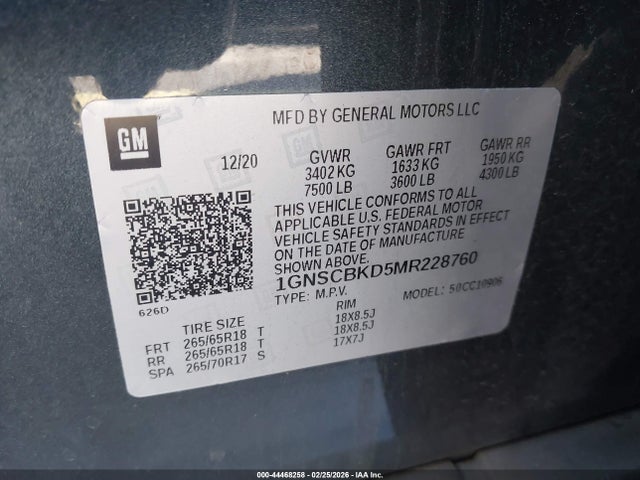 GM
MFD BY GENERAL MOTORS LLC
12/20 GVWR GAWR FRT GAWR RR
3402 KG 1633 KG 1950 KG
7500 LB 3600 LB 4300 LB
THIS VEHICLE CONFORMS TO ALL
APPLICABLE U.S. FEDERAL MOTOR
VEHICLE SAFETY STANDARDS IN EFFECT
ON THE DATE OF MANUFACTURE
SHOWN ABOVE.
1GNSCBKD5MR228760
TYPE: M.P.V. MODEL: 50CC10906
626D
TIRE SIZE RIM
FRT 265/65R18 T 18X8.5J
RR 265/65R18 T 18X8.5J
SPA 265/70R17 S 17X7J
000-44468258 - 02/25/2026 - IAA Inc.